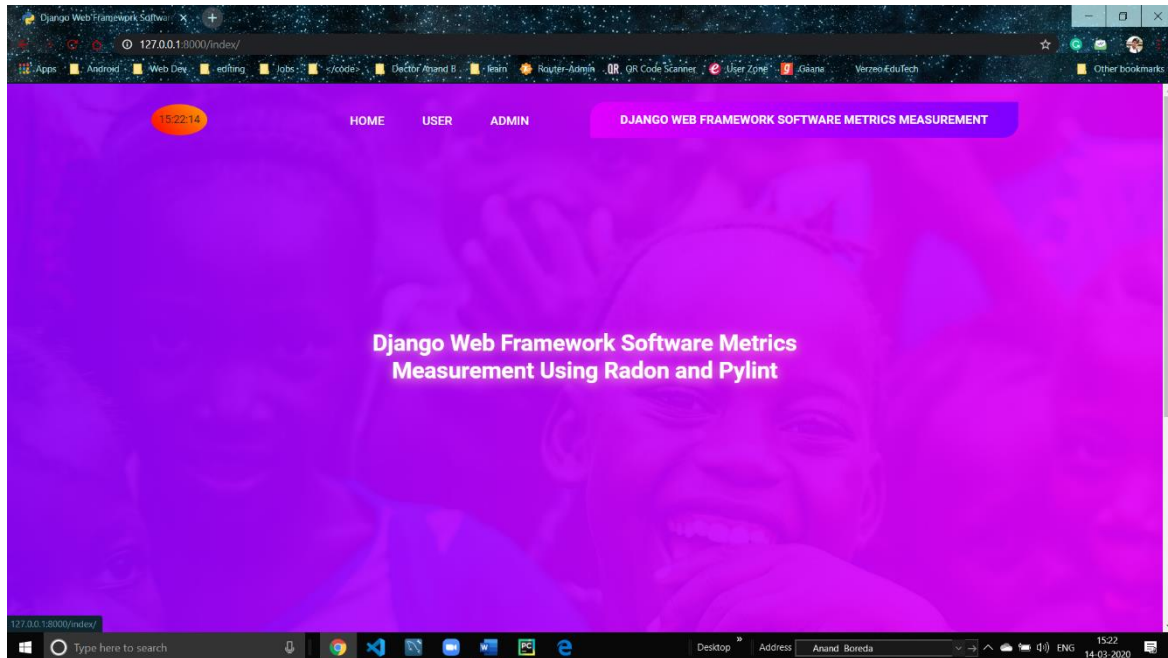 Django Web Framework Softwar
127.0.0.1:8000/index/
Apps Android Web Dev editing Jobs </code> Doctor Anand B learn Router-Admin QR QR Code Scanner User Zone Gaana Verzeo EduTech Other bookmarks
15:22:14 HOME USER ADMIN DJANGO WEB FRAMEWORK SOFTWARE METRICS MEASUREMENT
Django Web Framework Software Metrics
Measurement Using Radon and Pylint
127.0.0.1:8000/index/
Type here to search Desktop » Address Anand Boreda ENG 15:22
14-03-2020